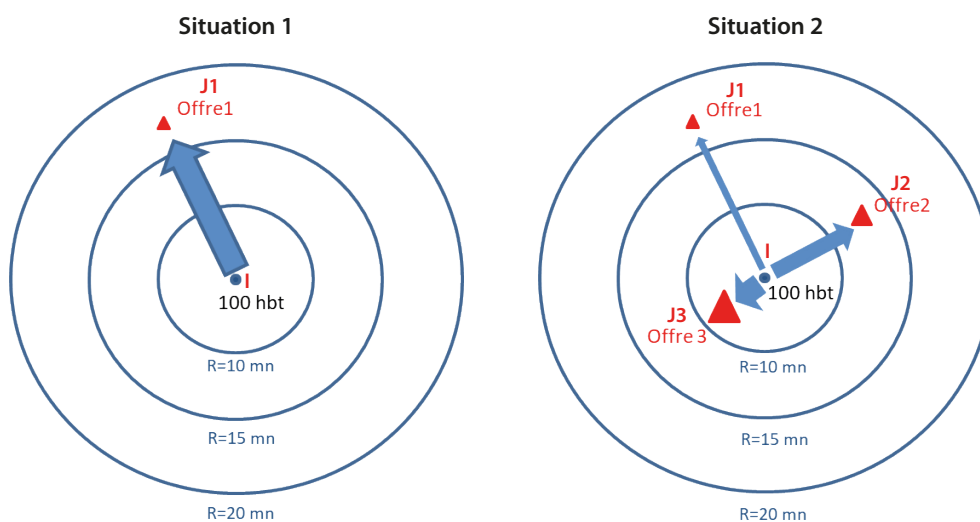 Situation 1
J1
Offre1
I
100 hbt
R=10 mn
R=15 mn
R=20 mn
Situation 2
J1
Offre1
J2
Offre2
I
100 hbt
J3
Offre 3
R=10 mn
R=15 mn
R=20 mn